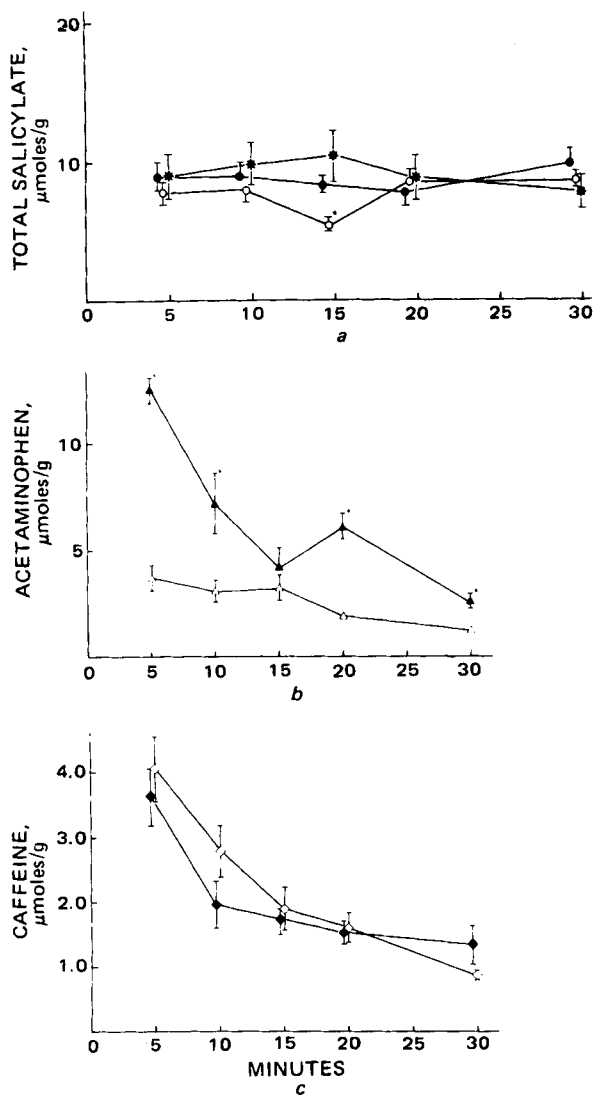 TOTAL SALICYLATE,
μmoles/g
20
10
0 5 10 15 20 25 30
a
ACETAMINOPHEN,
μmoles/g
10
5
0 5 10 15 20 25 30
b
CAFFEINE,
μmoles/g
4.0
3.0
2.0
1.0
0 5 10 15 20 25 30
MINUTES
c